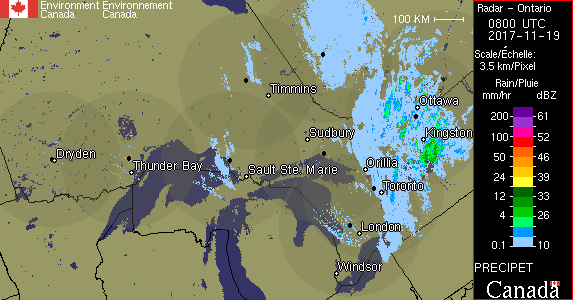 Environment Environnement
Canada Canada
100 KM
Timmins
Ottawa
Sudbury
Kingston
Dryden
Thunder Bay
Sault Ste. Marie
Orillia
Toronto
London
Windsor
Radar - Ontario
0800 UTC
2017-11-19
Scale/Échelle:
3.5 km/Pixel
Rain/Pluie
mm/hr dBZ
200 61
100 52
50 46
24 39
12 33
4 26
0.1 10
PRECIPET
Canada